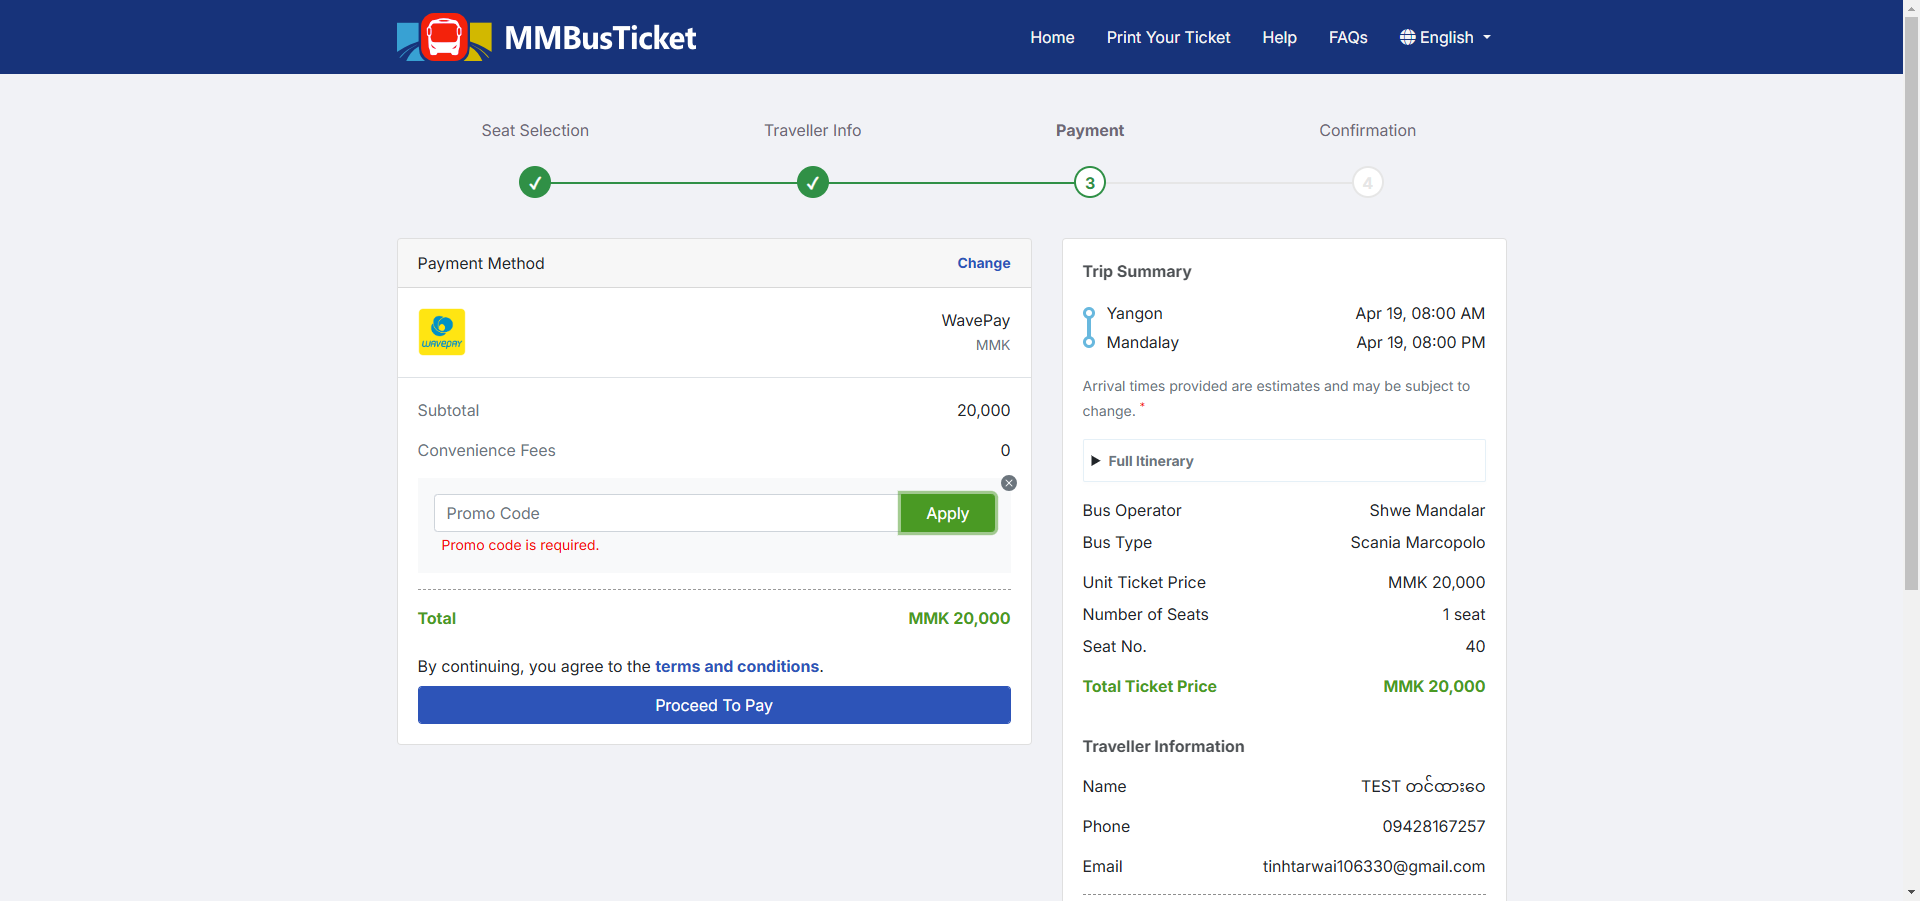 MMBusTicket
Home
Print Your Ticket
Help
FAQs
English
Seat Selection
Traveller Info
Payment
Confirmation
3
4
Payment Method
Change
WAVEPAY
WavePay
MMK
Subtotal
20,000
Convenience Fees
0
Promo Code
Apply
Promo code is required.
Total
MMK 20,000
By continuing, you agree to the terms and conditions.
Proceed To Pay
Trip Summary
Yangon
Apr 19, 08:00 AM
Mandalay
Apr 19, 08:00 PM
Arrival times provided are estimates and may be subject to
change. *
Full Itinerary
Bus Operator
Shwe Mandalar
Bus Type
Scania Marcopolo
Unit Ticket Price
MMK 20,000
Number of Seats
1 seat
Seat No.
40
Total Ticket Price
MMK 20,000
Traveller Information
Name
TEST တင်ထားဝေ
Phone
09428167257
Email
tinhtarwai106330@gmail.com